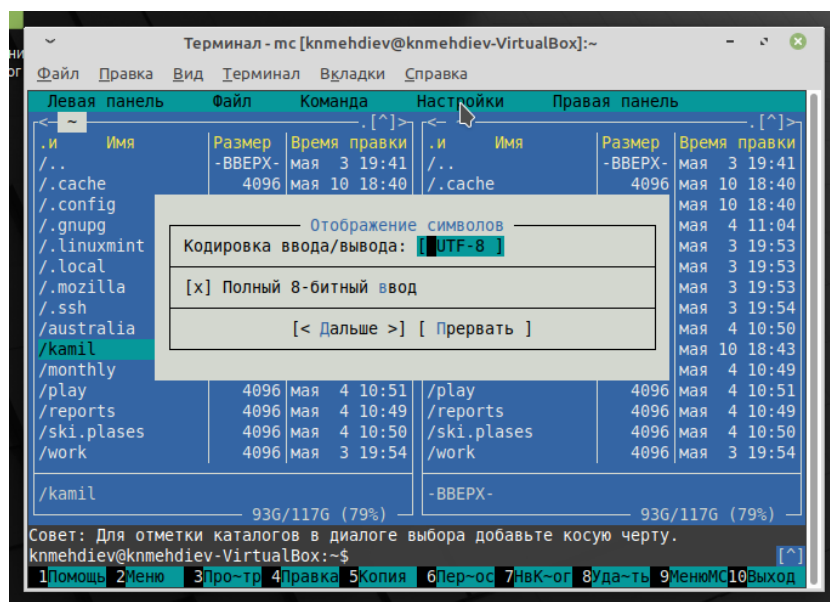 ни
ог
Терминал - mc [knmehdiev@knmehdiev-VirtualBox]:~
Файл Правка Вид Терминал Вкладки Справка
Левая панель Файл Команда Настройки Правая панель
<— ~ .[^]> <— ~ .[^]>
.и Имя Размер Время правки .и Имя Размер Время правки
/.. -ВВЕРХ- мая 3 19:41 /.. -ВВЕРХ- мая 3 19:41
/.cache 4096 мая 10 18:40 /.cache 4096 мая 10 18:40
/.config мая 10 18:40
/.gnupg Отображение символов мая 4 11:04
/.linuxmint Кодировка ввода/вывода: [ UTF-8 ] мая 3 19:53
/.local мая 3 19:53
/.mozilla [x] Полный 8-битный ввод мая 3 19:53
/.ssh мая 3 19:54
/australia [< Дальше >] [ Прервать ] мая 4 10:50
/kamil мая 10 18:43
/monthly мая 4 10:49
/play 4096 мая 4 10:51 /play 4096 мая 4 10:51
/reports 4096 мая 4 10:49 /reports 4096 мая 4 10:49
/ski.plases 4096 мая 4 10:50 /ski.plases 4096 мая 4 10:50
/work 4096 мая 3 19:54 /work 4096 мая 3 19:54
/kamil -ВВЕРХ-
93G/117G (79%) 93G/117G (79%)
Совет: Для отметки каталогов в диалоге выбора добавьте косую черту.
knmehdiev@knmehdiev-VirtualBox:~$ [^]
1Помощь 2Меню 3Про~тр 4Правка 5Копия 6Пер~ос 7НвК~ог 8Уда~ть 9МенюMC 10Выход